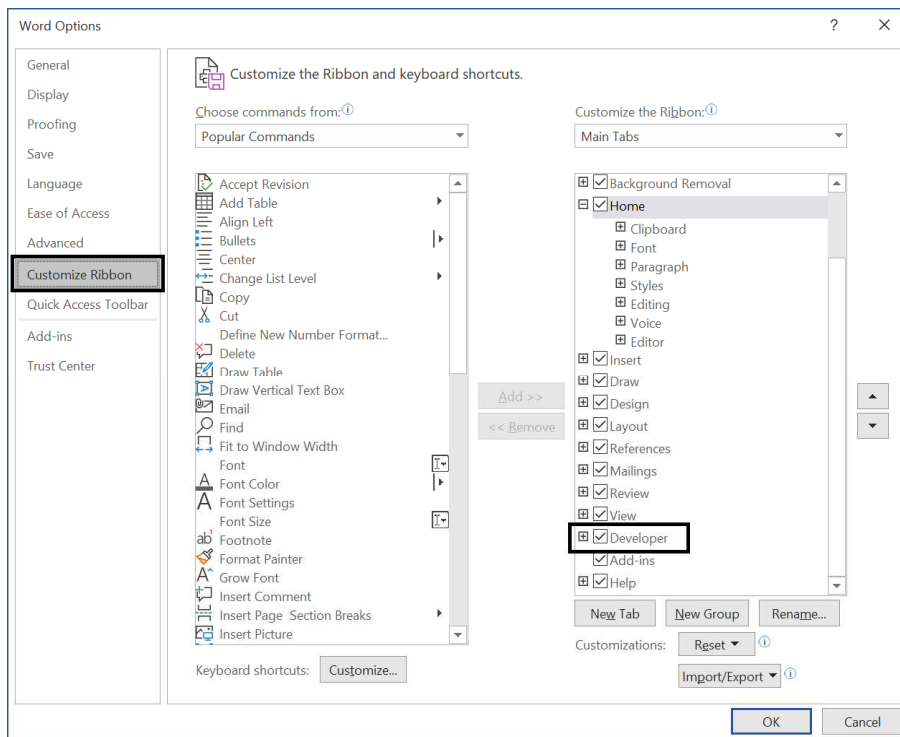 Word Options
?
General
Display
Proofing
Save
Language
Ease of Access
Advanced
Customize Ribbon
Quick Access Toolbar
Add-ins
Trust Center
Customize the Ribbon and keyboard shortcuts.
Choose commands from:
Popular Commands
Accept Revision
Add Table
Align Left
Bullets
Center
Change List Level
Copy
Cut
Define New Number Format...
Delete
Draw Table
Draw Vertical Text Box
Email
Find
Fit to Window Width
Font
Font Color
Font Settings
Font Size
Footnote
Format Painter
Grow Font
Insert Comment
Insert Page  Section Breaks
Insert Picture
Keyboard shortcuts: Customize...
Add >>
<< Remove
Customize the Ribbon:
Main Tabs
Background Removal
Home
Clipboard
Font
Paragraph
Styles
Editing
Voice
Editor
Insert
Draw
Design
Layout
References
Mailings
Review
View
Developer
Add-ins
Help
New Tab New Group Rename...
Customizations: Reset
Import/Export
OK Cancel